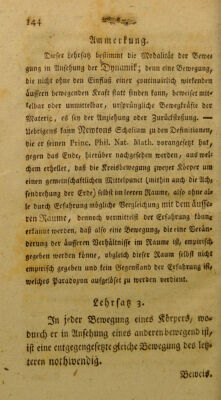 144
Anmerkung.
Dieser Lehrsatz bestimmt die Modalität der Bewe-
gung in Ansehung der Dynamik; denn eine Bewegung,
die nicht ohne den Einfluß einer continuirlich wirkenden
äussern bewegenden Kraft statt finden kann, beweiset mit-
telbar oder unmittelbar, ursprüngliche Bewegkräfte der
Materie, es sey der Anziehung oder Zurückstoßung. —
Uebrigens kann Newtons Scholium zu den Definitionen,
die er seinen Princ. Phil. Nat. Math. vorangesetzt hat,
gegen das Ende, hierüber nachgesehen werden, aus wel-
chem erhellet, daß die Kreisbewegung zweyer Körper um
einen gemeinschaftlichen Mittelpunct (mithin auch die Achs-
drehung der Erde) selbst im leeren Raume, also ohne alle
durch Erfahrung mögliche Vergleichung mit dem äusse-
ren Raume, dennoch vermittelst der Erfahrung könne er-
kannt werden, daß also eine Bewegung, die eine Verän-
derung der äusseren Verhältnisse im Raume ist, empirisch
gegeben werden könne, obgleich dieser Raum selbst nicht
empirisch gegeben und kein Gegenstand der Erfahrung ist,
welches Paradoxon aufgelöset zu werden verdient.
Lehrsatz 3.
In jeder Bewegung eines Körpers, wo-
durch er in Ansehung eines anderen bewegend ist,
ist eine entgegengesetzte gleiche Bewegung des letz-
teren nothwendig.
Beweis.